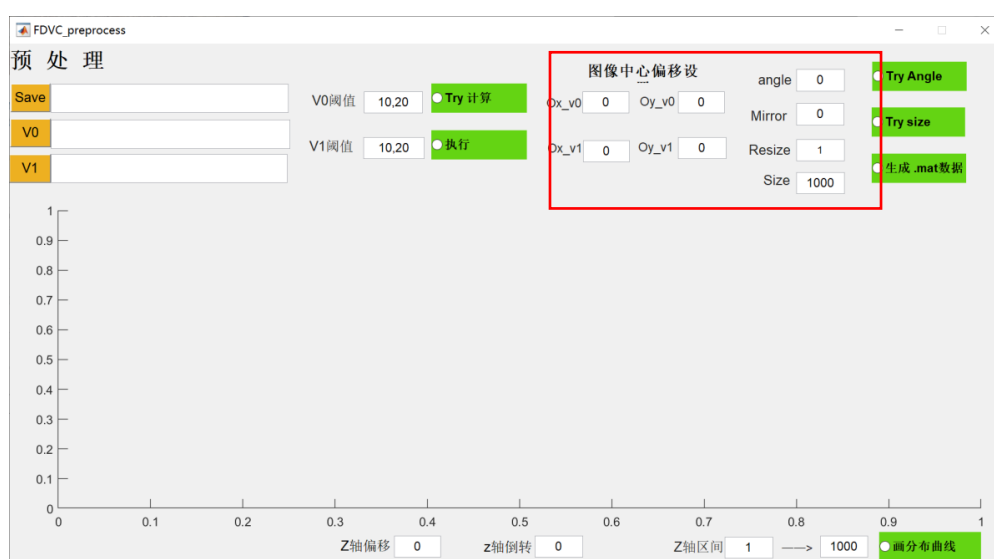 FDVC_preprocess
预 处 理
Save
V0
V1
V0阈值 10,20 Try 计算
V1阈值 10,20 执行
图像中心偏移设
Ox_v0 0 Oy_v0 0
Ox_v1 0 Oy_v1 0
angle 0
Mirror 0
Resize 1
Size 1000
Try Angle
Try size
生成 .mat数据
1
0.9
0.8
0.7
0.6
0.5
0.4
0.3
0.2
0.1
0
0 0.1 0.2 0.3 0.4 0.5 0.6 0.7 0.8 0.9 1
Z轴偏移 0 z轴倒转 0 Z轴区间 1 ——> 1000 画分布曲线